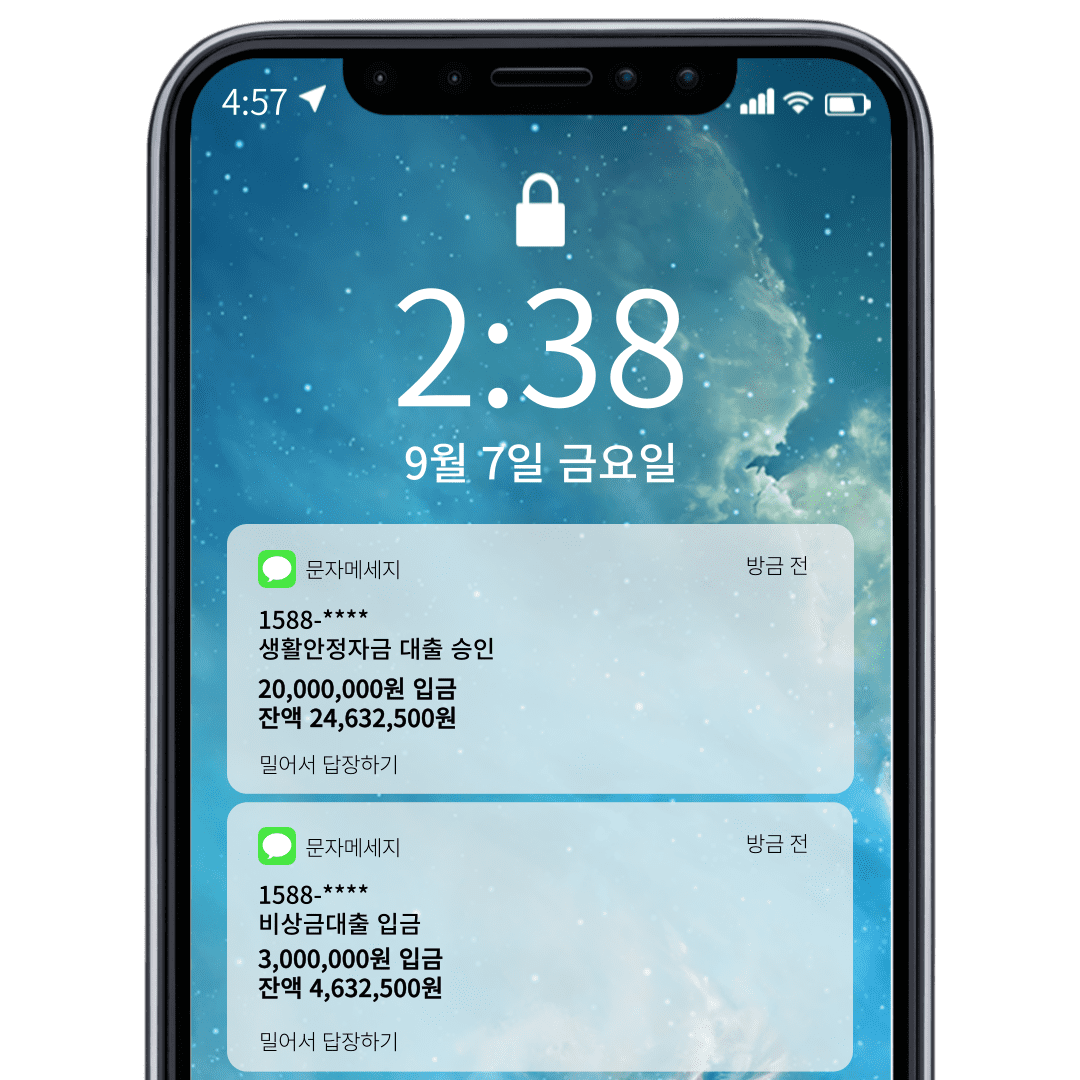 4:57
2:38
9월 7일 금요일
문자메세지 방금 전
1588-****
생활안정자금 대출 승인
20,000,000원 입금
잔액 24,632,500원
밀어서 답장하기
문자메세지 방금 전
1588-****
비상금대출 입금
3,000,000원 입금
잔액 4,632,500원
밀어서 답장하기